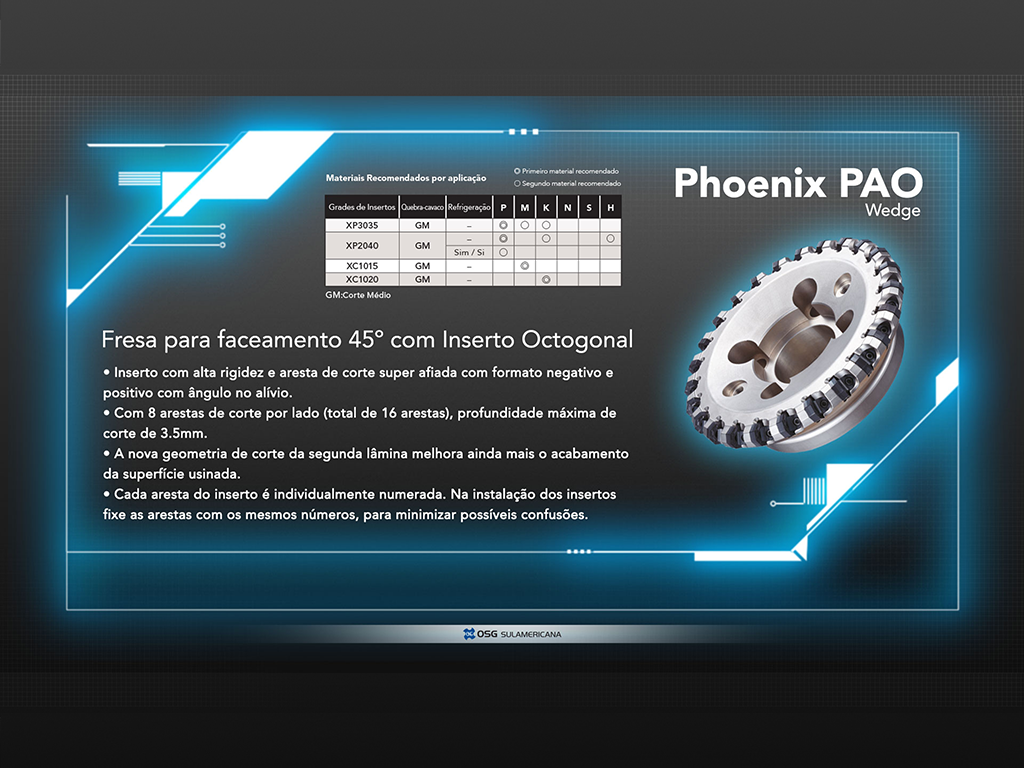 Materiais Recomendados por aplicação
◎ Primeiro material recomendado
○ Segundo material recomendado
Phoenix PAO
Wedge
Grades de Insertos Quebra-cavaco Refrigeração P M K N S H
XP3035 GM – ◎ ○ ○
XP2040 GM – ◎ ○ ○
Sim / Si ○
XC1015 GM – ◎
XC1020 GM – ◎
GM:Corte Médio
Fresa para faceamento 45º com Inserto Octogonal
• Inserto com alta rigidez e aresta de corte super afiada com formato negativo e
positivo com ângulo no alívio.
• Com 8 arestas de corte por lado (total de 16 arestas), profundidade máxima de
corte de 3.5mm.
• A nova geometria de corte da segunda lâmina melhora ainda mais o acabamento
da superfície usinada.
• Cada aresta do inserto é individualmente numerada. Na instalação dos insertos
fixe as arestas com os mesmos números, para minimizar possíveis confusões.
OSG SULAMERICANA